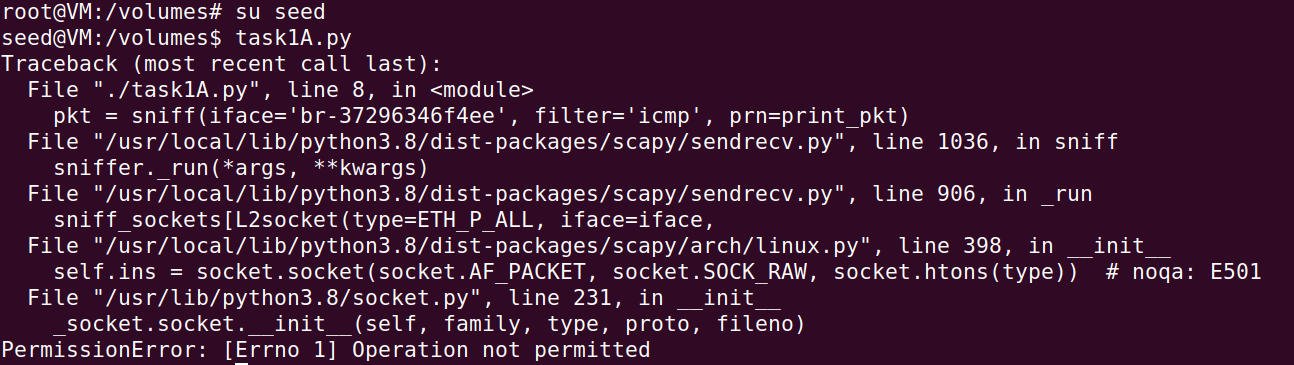 root@VM:/volumes# su seed
seed@VM:/volumes$ task1A.py
Traceback (most recent call last):
  File "./task1A.py", line 8, in <module>
    pkt = sniff(iface='br-37296346f4ee', filter='icmp', prn=print_pkt)
  File "/usr/local/lib/python3.8/dist-packages/scapy/sendrecv.py", line 1036, in sniff
    sniffer._run(*args, **kwargs)
  File "/usr/local/lib/python3.8/dist-packages/scapy/sendrecv.py", line 906, in _run
    sniff_sockets[L2socket(type=ETH_P_ALL, iface=iface,
  File "/usr/local/lib/python3.8/dist-packages/scapy/arch/linux.py", line 398, in __init__
    self.ins = socket.socket(socket.AF_PACKET, socket.SOCK_RAW, socket.htons(type))  # noqa: E501
  File "/usr/lib/python3.8/socket.py", line 231, in __init__
    _socket.socket.__init__(self, family, type, proto, fileno)
PermissionError: [Errno 1] Operation not permitted